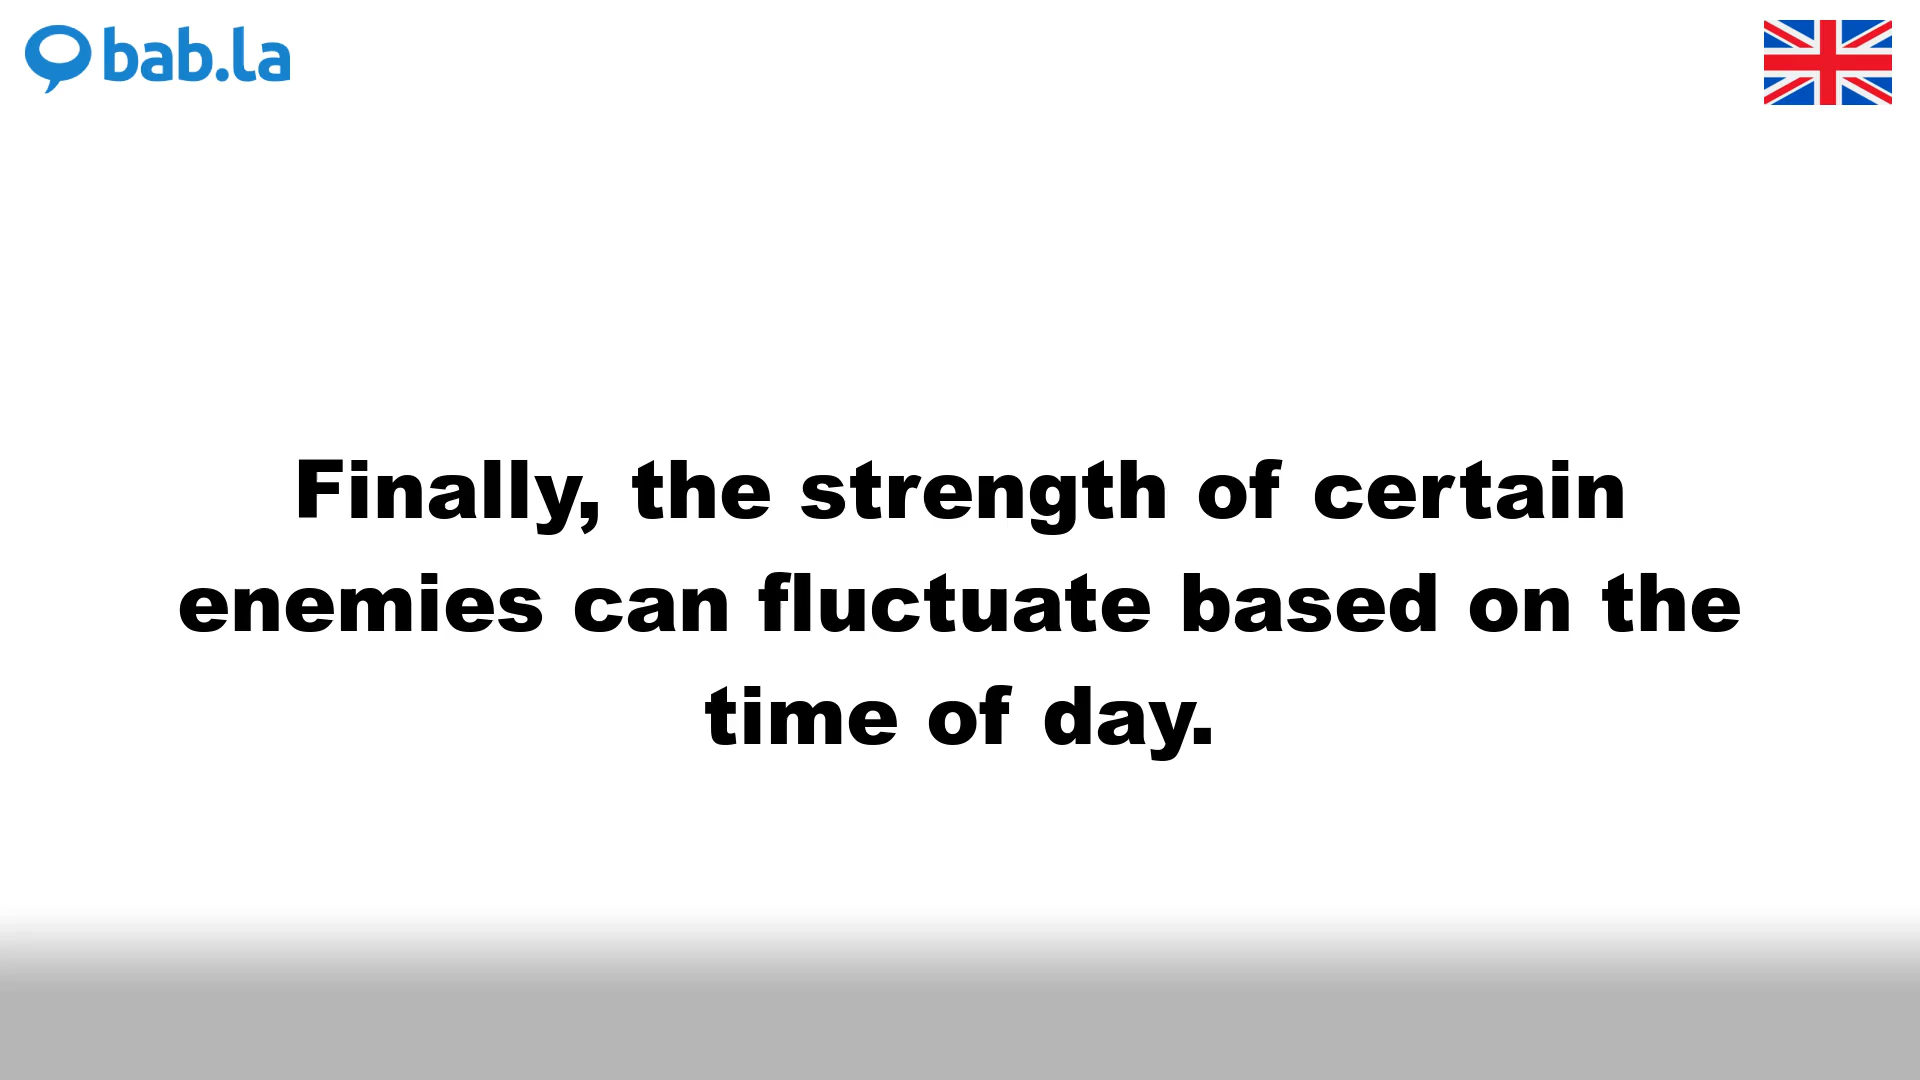 bab.la
Finally, the strength of certain
enemies can fluctuate based on the
time of day.